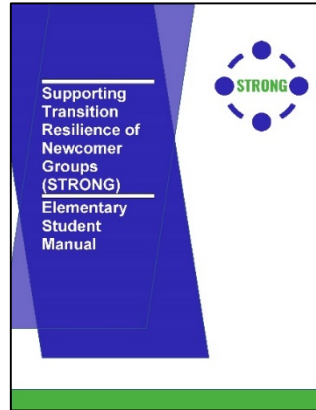 Supporting
Transition
Resilience of
Newcomer
Groups
(STRONG)
Elementary
Student
Manual
STRONG